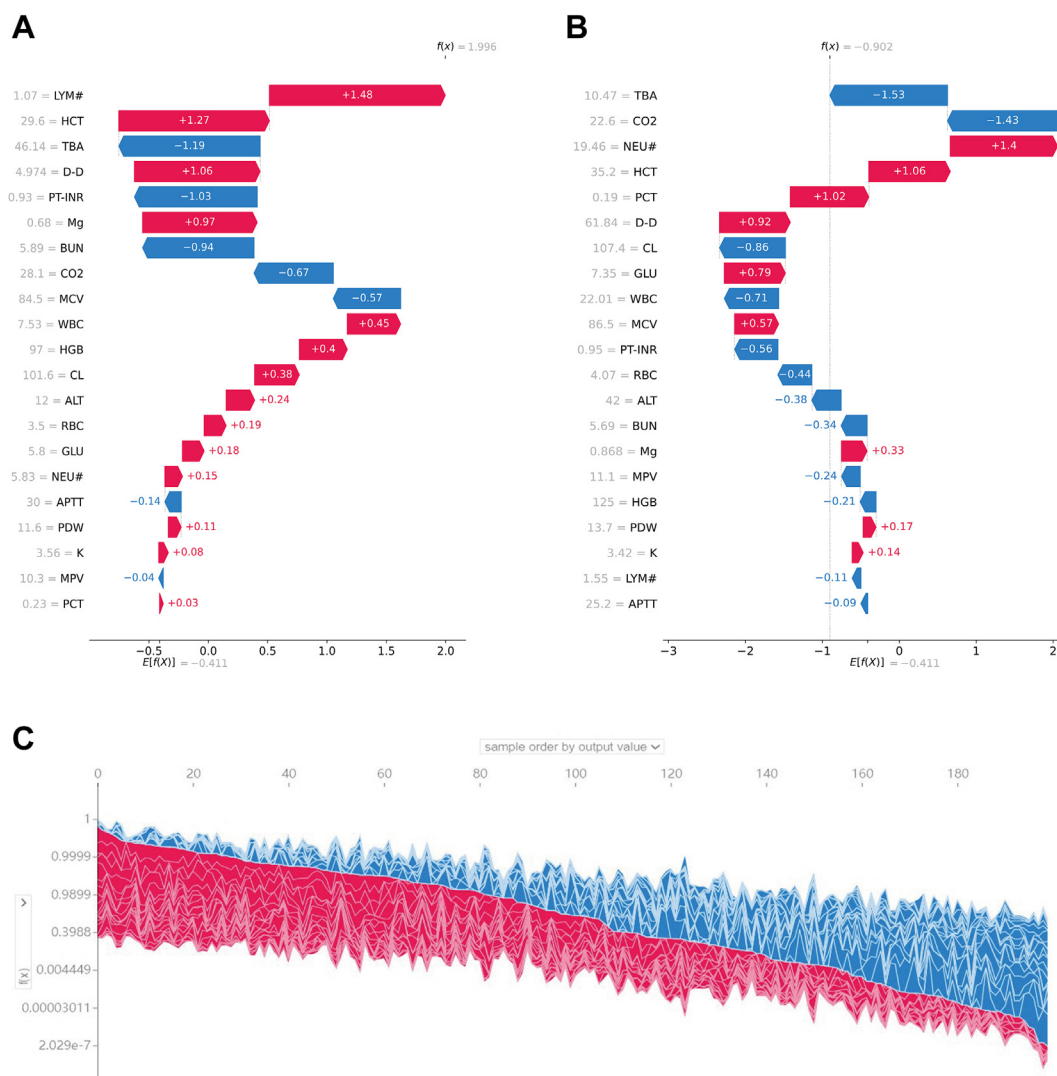 A
f(x) = 1.996
1.07 = LYM# +1.48
29.6 = HCT +1.27
46.14 = TBA −1.19
4.974 = D-D +1.06
0.93 = PT-INR −1.03
0.68 = Mg +0.97
5.89 = BUN −0.94
28.1 = CO2 −0.67
84.5 = MCV −0.57
7.53 = WBC +0.45
97 = HGB +0.4
101.6 = CL +0.38
12 = ALT +0.24
3.5 = RBC +0.19
5.8 = GLU +0.18
5.83 = NEU# +0.15
30 = APTT −0.14
11.6 = PDW +0.11
3.56 = K +0.08
10.3 = MPV −0.04
0.23 = PCT +0.03
−0.5 0.0 0.5 1.0 1.5 2.0
E[f(X)] = −0.411
B
f(x) = −0.902
10.47 = TBA −1.53
22.6 = CO2 −1.43
19.46 = NEU# +1.4
35.2 = HCT +1.06
0.19 = PCT +1.02
61.84 = D-D +0.92
107.4 = CL −0.86
7.35 = GLU +0.79
22.01 = WBC −0.71
86.5 = MCV +0.57
0.95 = PT-INR −0.56
4.07 = RBC −0.44
42 = ALT −0.38
5.69 = BUN −0.34
0.868 = Mg +0.33
11.1 = MPV −0.24
125 = HGB −0.21
13.7 = PDW +0.17
3.42 = K +0.14
1.55 = LYM# −0.11
25.2 = APTT −0.09
−3 −2 −1 0 1 2
E[f(X)] = −0.411
C
sample order by output value
0 20 40 60 80 100 120 140 160 180
1
0.9999
0.9899
0.3988
0.004449
0.00003011
2.029e-7
f(x)